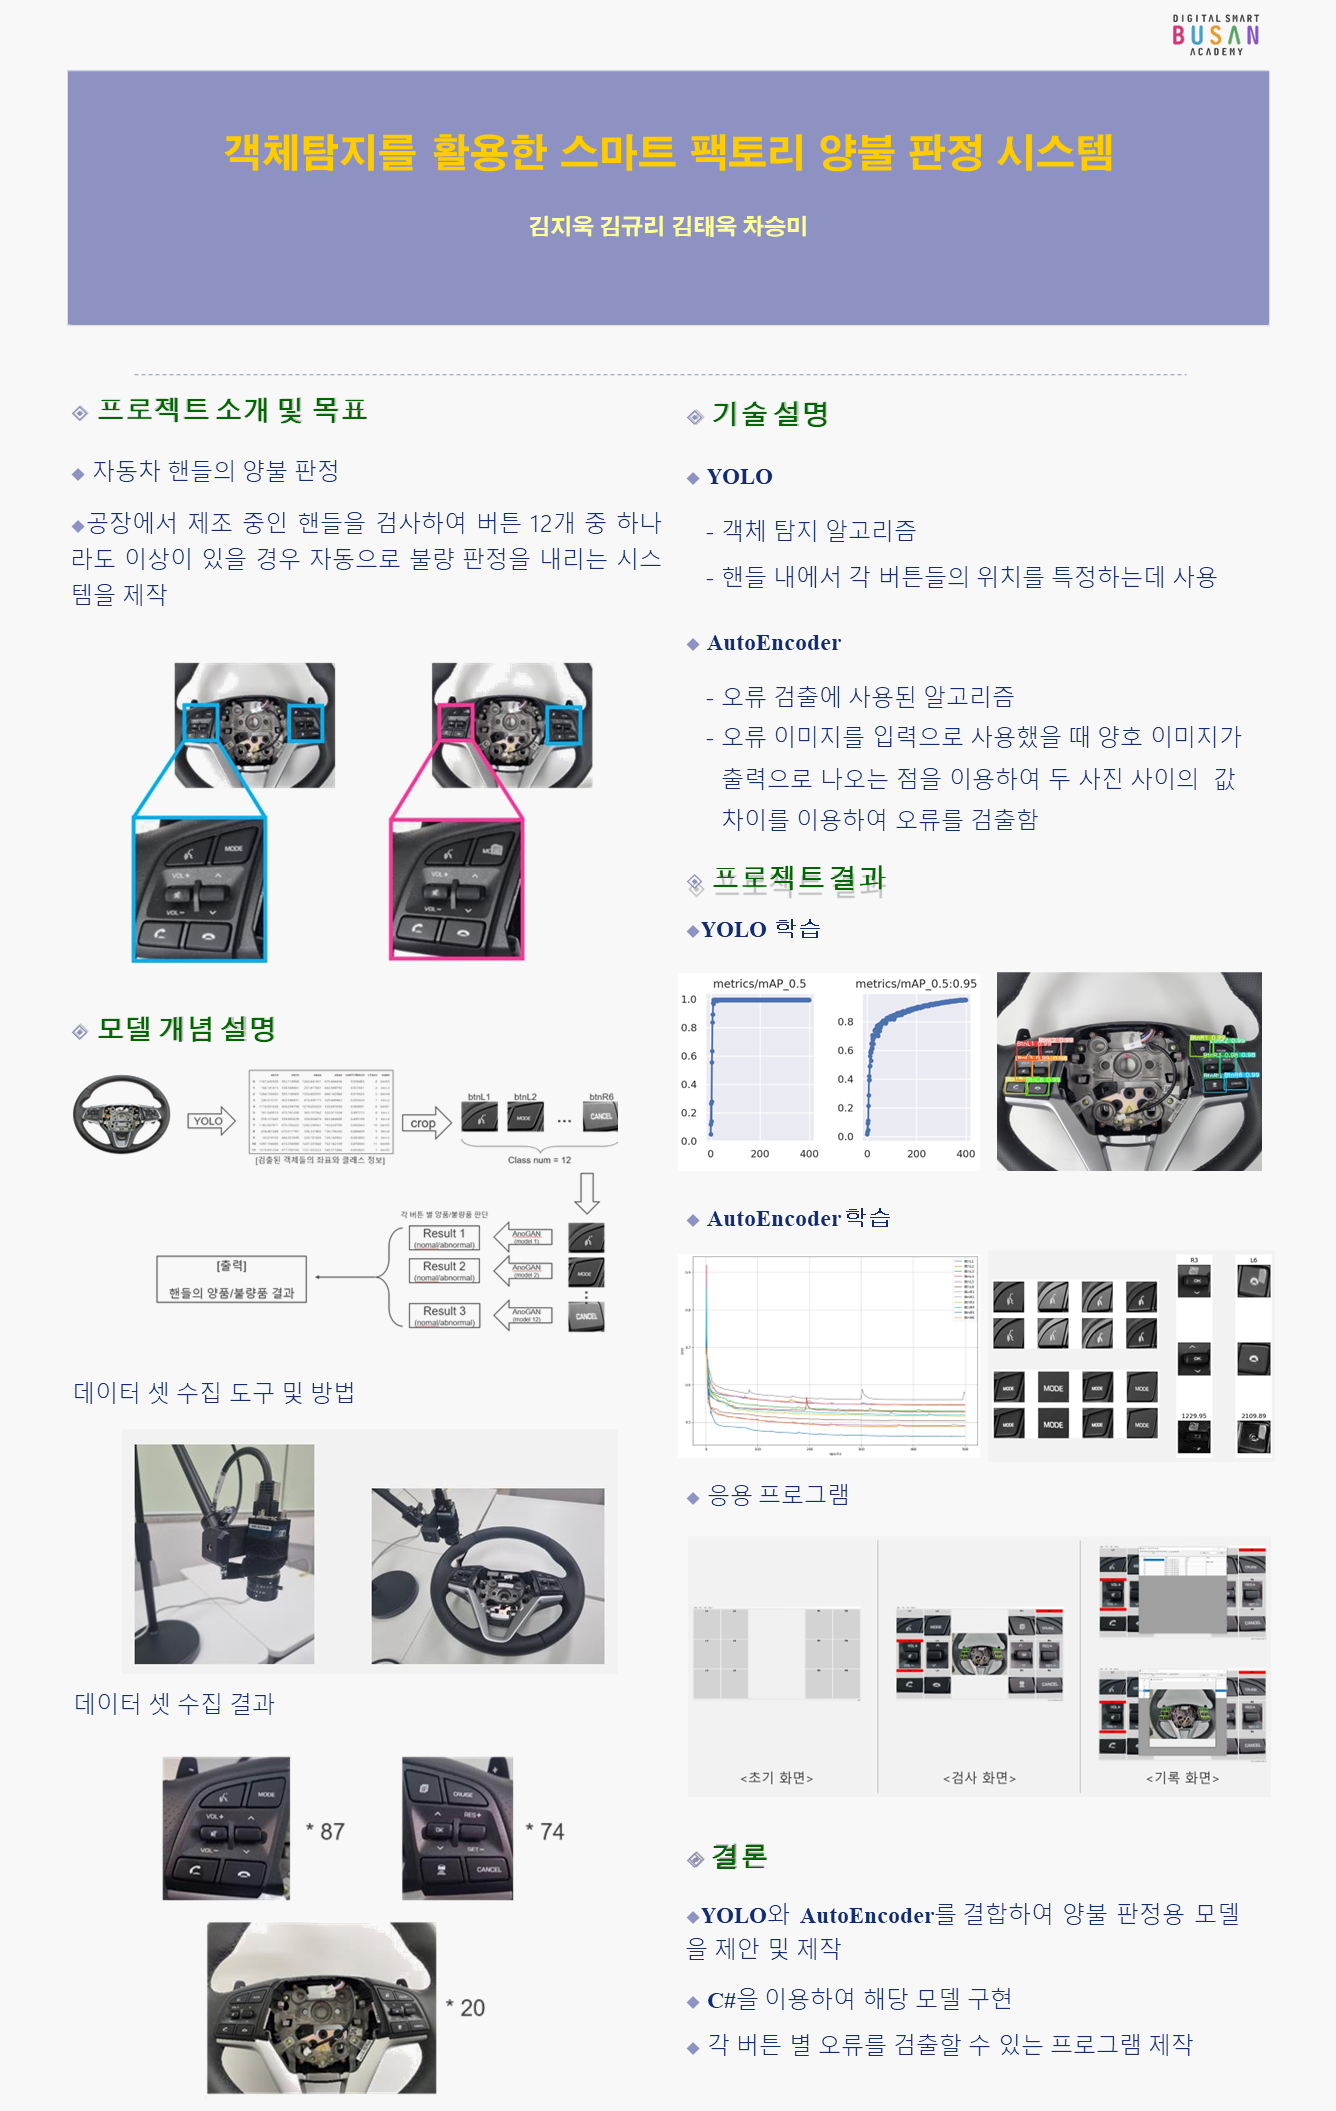 DIGITAL SMART
BUSAN
ACADEMY
객체탐지를 활용한 스마트 팩토리 양불 판정 시스템
김지욱 김규리 김태욱 차승미
프로젝트 소개 및 목표
자동차 핸들의 양불 판정
공장에서 제조 중인 핸들을 검사하여 버튼 12개 중 하나
라도 이상이 있을 경우 자동으로 불량 판정을 내리는 시스
템을 제작
MODE
VOL+
VOL-
VOL+
VOL-
모델 개념 설명
YOLO
[검출된 객체들의 좌표와 클래스 정보]
crop
btnL1 btnL2 btnR6
MODE ... CANCEL
Class num = 12
각 버튼 별 양품/불량품 판단
Result 1
(nomal/abnormal)
AnoGAN
(model 1)
Result 2
(nomal/abnormal)
AnoGAN
(model 2)
MODE
Result 3
(nomal/abnormal)
AnoGAN
(model 12)
CANCEL
[출력]
핸들의 양품/불량품 결과
데이터 셋 수집 도구 및 방법
데이터 셋 수집 결과
MODE
VOL+
VOL-
* 87
CRUISE
RES+
OK
SET-
CANCEL
* 74
* 20
기술 설명
YOLO
- 객체 탐지 알고리즘
- 핸들 내에서 각 버튼들의 위치를 특정하는데 사용
AutoEncoder
- 오류 검출에 사용된 알고리즘
- 오류 이미지를 입력으로 사용했을 때 양호 이미지가
출력으로 나오는 점을 이용하여 두 사진 사이의 값
차이를 이용하여 오류를 검출함
프로젝트 결과
YOLO 학습
metrics/mAP_0.5
1.0
0.8
0.6
0.4
0.2
0.0
0 200 400
metrics/mAP_0.5:0.95
0.8
0.6
0.4
0.2
0.0
0 200 400
AutoEncoder 학습
MODE MODE MODE MODE
MODE MODE MODE MODE
R3
OK
OK
1229.95
L6
2109.89
응용 프로그램
<초기 화면>
<검사 화면>
<기록 화면>
결론
YOLO와 AutoEncoder를 결합하여 양불 판정용 모델
을 제안 및 제작
C#을 이용하여 해당 모델 구현
각 버튼 별 오류를 검출할 수 있는 프로그램 제작